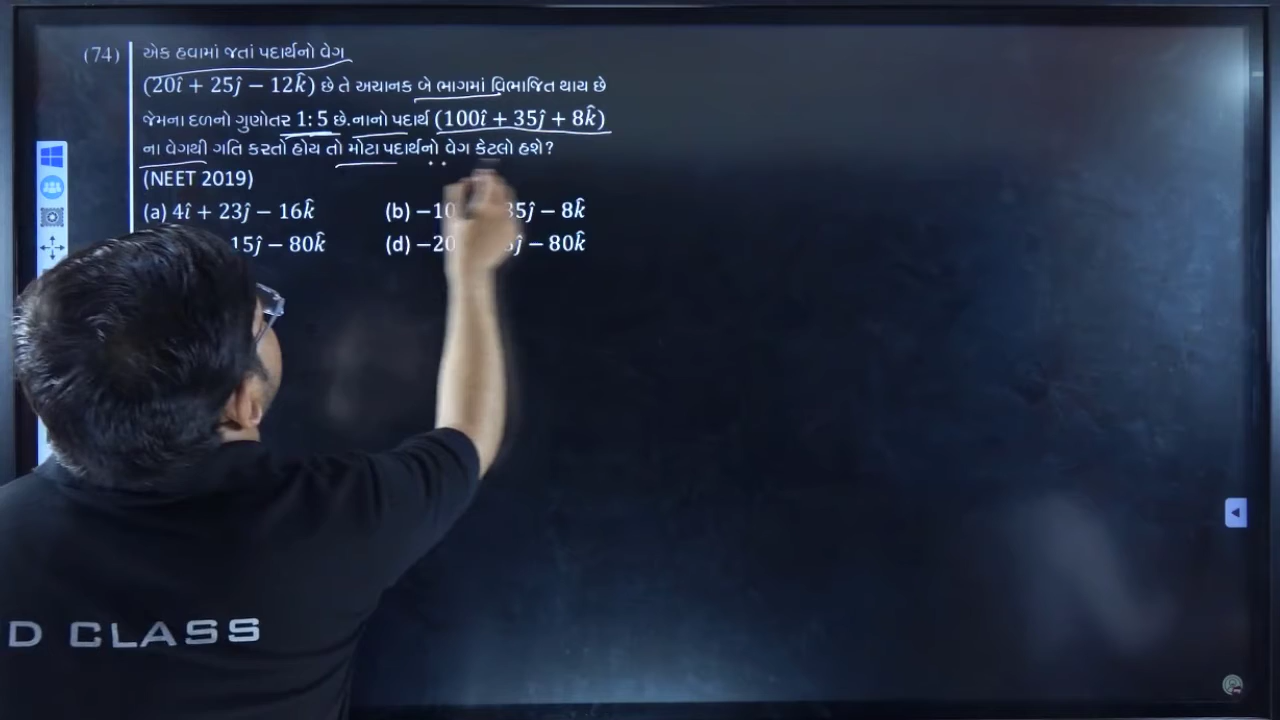 (74) એક હવામાં જતાં પદાર્થનો વેગ
(20î + 25ĵ − 12k̂) છે તે અચાનક બે ભાગમાં વિભાજિત થાય છે
જેમના દળનો ગુણોતર 1: 5 છે.નાનો પદાર્થ (100î + 35ĵ + 8k̂)
ના વેગથી ગતિ કરતો હોય તો મોટા પદાર્થનો વેગ કેટલો હશે?
(NEET 2019)
(a) 4î + 23ĵ − 16k̂ (b) −10 35ĵ − 8k̂
15ĵ − 80k̂ (d) −20 ĵ − 80k̂
D CLASS